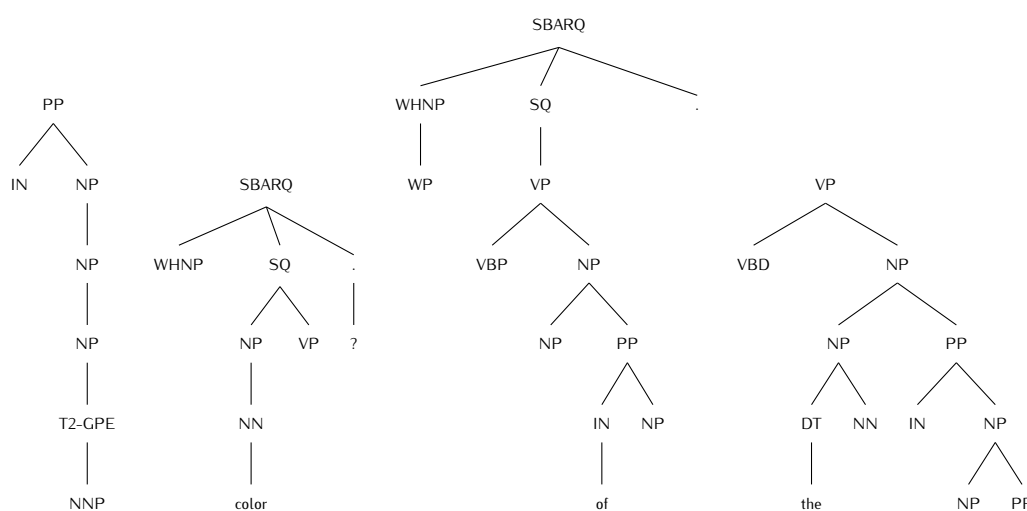 SBARQ
PP WHNP SQ .
IN NP SBARQ WP VP VP
NP WHNP SQ . VBP NP VBD NP
NP NP VP ? NP PP NP PP
T2-GPE NN IN NP DT NN IN NP
NNP color of the NP